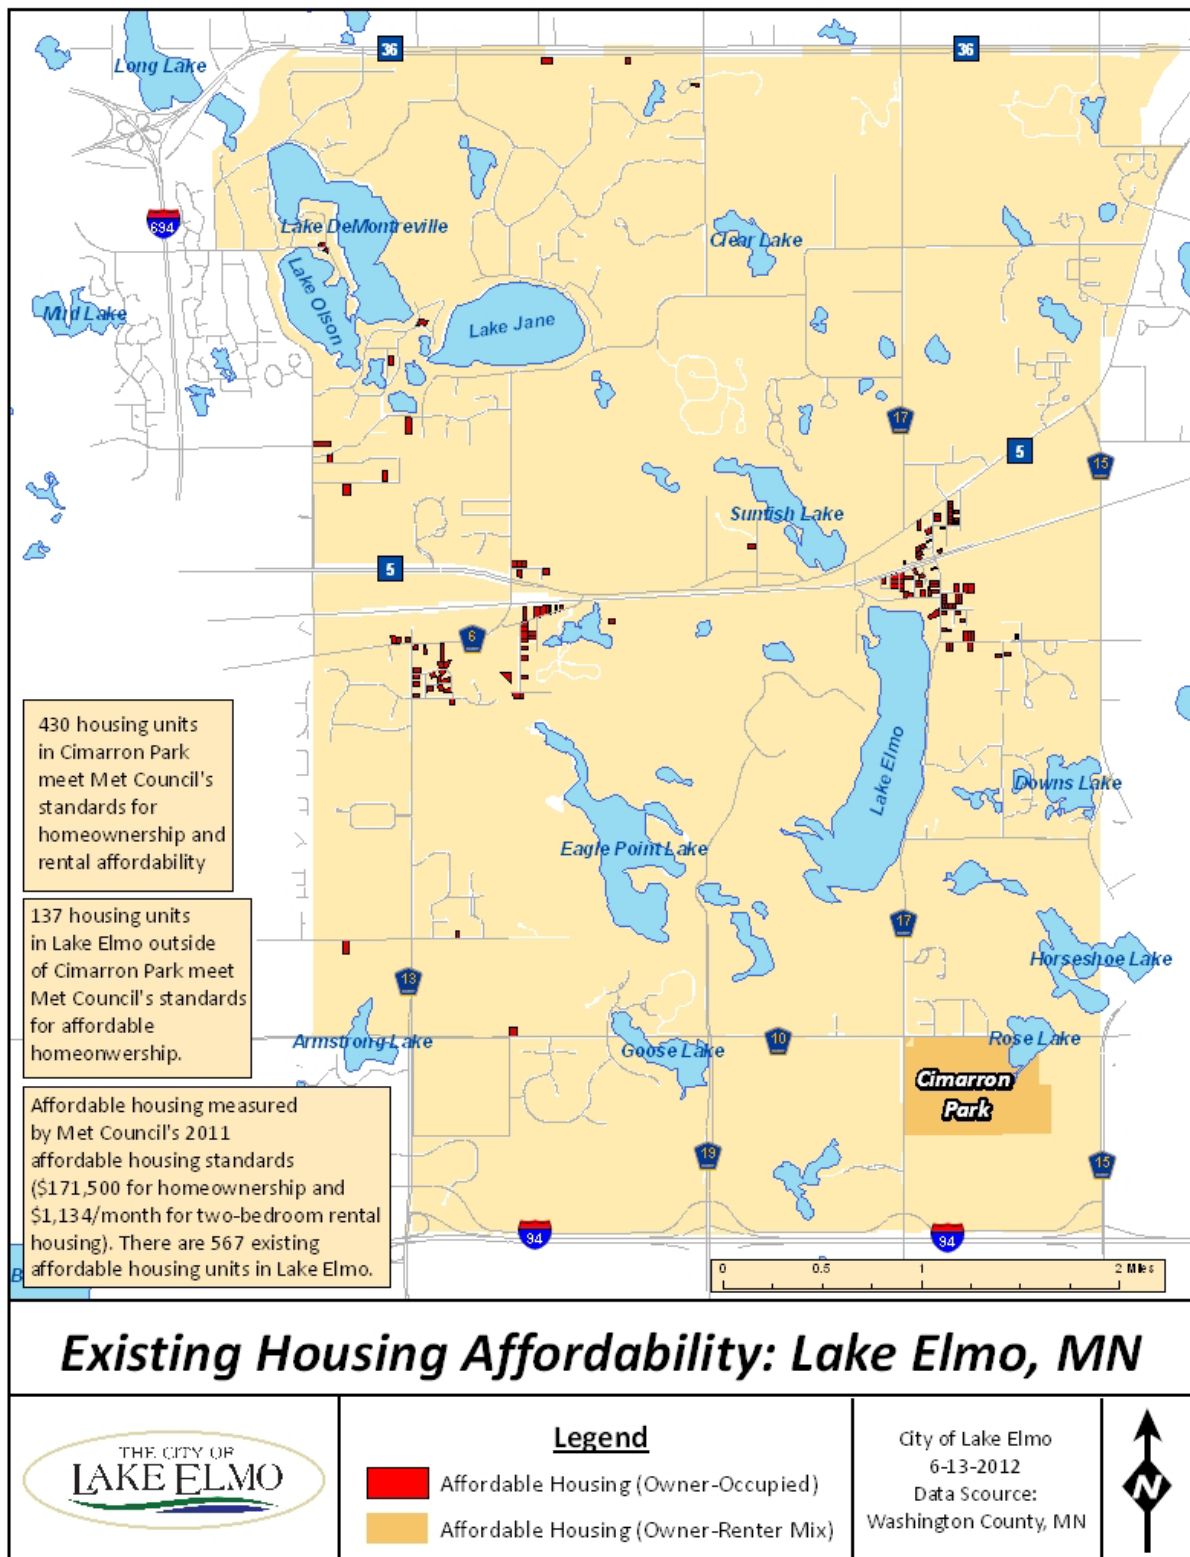 36
36
Long Lake
694
Lake DeMontreville
Clear Lake
Lake Olson
Mud Lake
Lake Jane
17
5
15
Sunfish Lake
5
6
430 housing units
in Cimarron Park
meet Met Council's
standards for
homeownership and
rental affordability
Lake Elmo
Downs Lake
Eagle Point Lake
137 housing units
in Lake Elmo outside
of Cimarron Park meet
Met Council's standards
for affordable
homeonwership.
17
Horseshoe Lake
13
Armstrong Lake
Goose Lake
10
Rose Lake
Cimarron
Park
Affordable housing measured
by Met Council's 2011
affordable housing standards
($171,500 for homeownership and
$1,134/month for two-bedroom rental
housing). There are 567 existing
affordable housing units in Lake Elmo.
19
15
94
94
B
0 0.5 1 2 Miles
Existing Housing Affordability: Lake Elmo, MN
THE CITY OF
LAKE ELMO
Legend
Affordable Housing (Owner-Occupied)
Affordable Housing (Owner-Renter Mix)
City of Lake Elmo
6-13-2012
Data Scource:
Washington County, MN
N